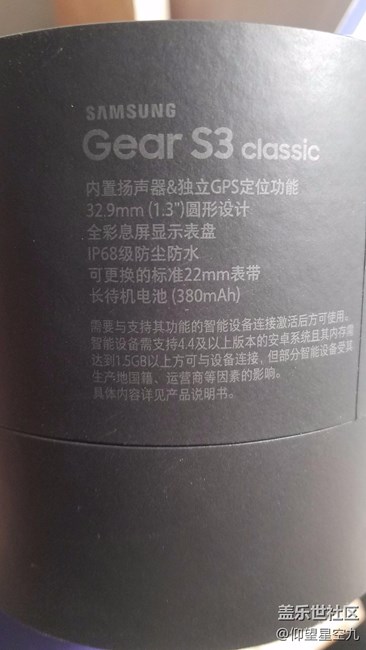 SAMSUNG
Gear S3 classic
内置扬声器&独立GPS定位功能
32.9mm (1.3")圆形设计
全彩息屏显示表盘
IP68级防尘防水
可更换的标准22mm表带
长待机电池 (380mAh)
需要与支持其功能的智能设备连接激活后方可使用。
智能设备需支持4.4及以上版本的安卓系统且其内存需
达到1.5GB以上方可与设备连接，但部分智能设备受其
生产地国籍、运营商等因素的影响。
具体内容详见产品说明书。
盖乐世社区
@仰望星空九